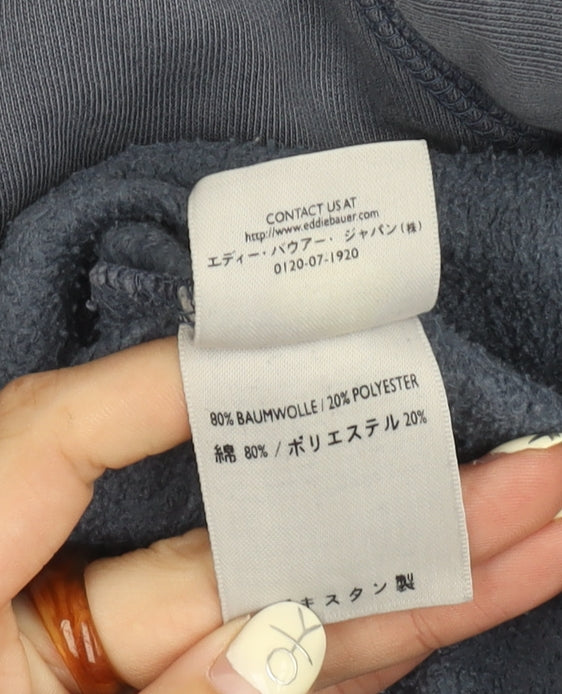 CONTACT US AT
http://www.eddiebauer.com
エディー・バウアー・ジャパン(株)
0120-07-1920
80% BAUMWOLLE / 20% POLYESTER
綿 80% / ポリエステル 20%
キスタン製